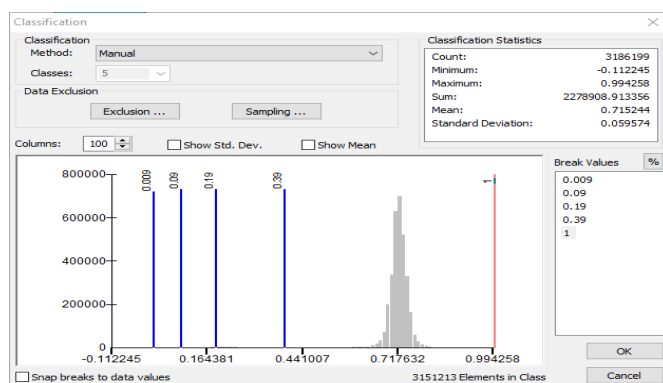 Classification
Classification
Method: Manual
Classes: 5
Data Exclusion
Exclusion ...
Sampling ...
Classification Statistics
Count: 3186199
Minimum: -0.112245
Maximum: 0.994258
Sum: 2278908.913356
Mean: 0.715244
Standard Deviation: 0.059574
Columns: 100
Show Std. Dev.
Show Mean
Break Values %
0.009
0.09
0.19
0.39
1
800000
600000
400000
200000
0
0.009
0.09
0.19
0.39
1
-0.112245 0.164381 0.441007 0.717632 0.994258
Snap breaks to data values
3151213 Elements in Class
OK
Cancel